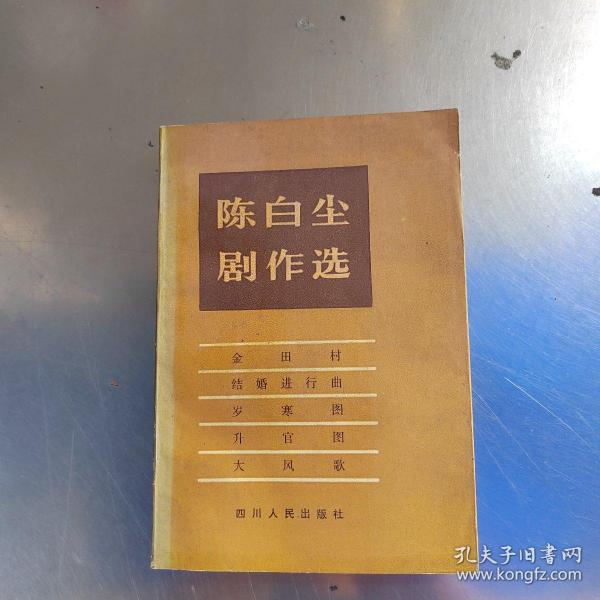 陈白尘
剧作选
金田村
结婚进行曲
岁寒图
升官图
大风歌
四川人民出版社
孔夫子旧书网
www.kongfz.com